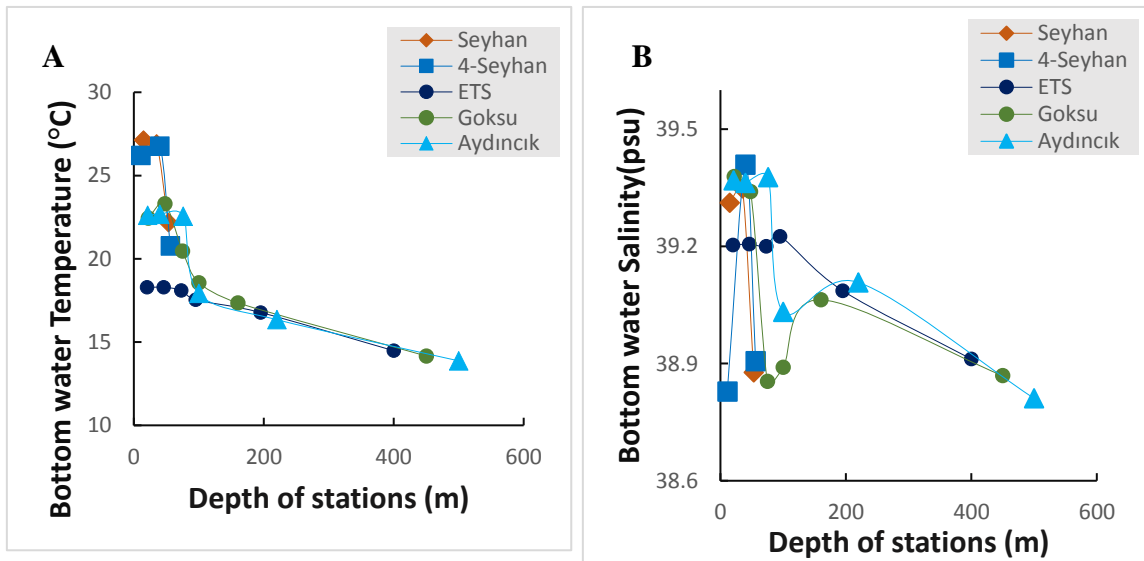 A
Seyhan
4-Seyhan
ETS
Goksu
Aydıncık
Bottom water Temperature (°C)
30
25
20
15
10
0
200
400
600
Depth of stations (m)
B
Seyhan
4-Seyhan
ETS
Goksu
Aydıncık
Bottom water Salinity(psu)
39.5
39.2
38.9
38.6
0
200
400
600
Depth of stations (m)